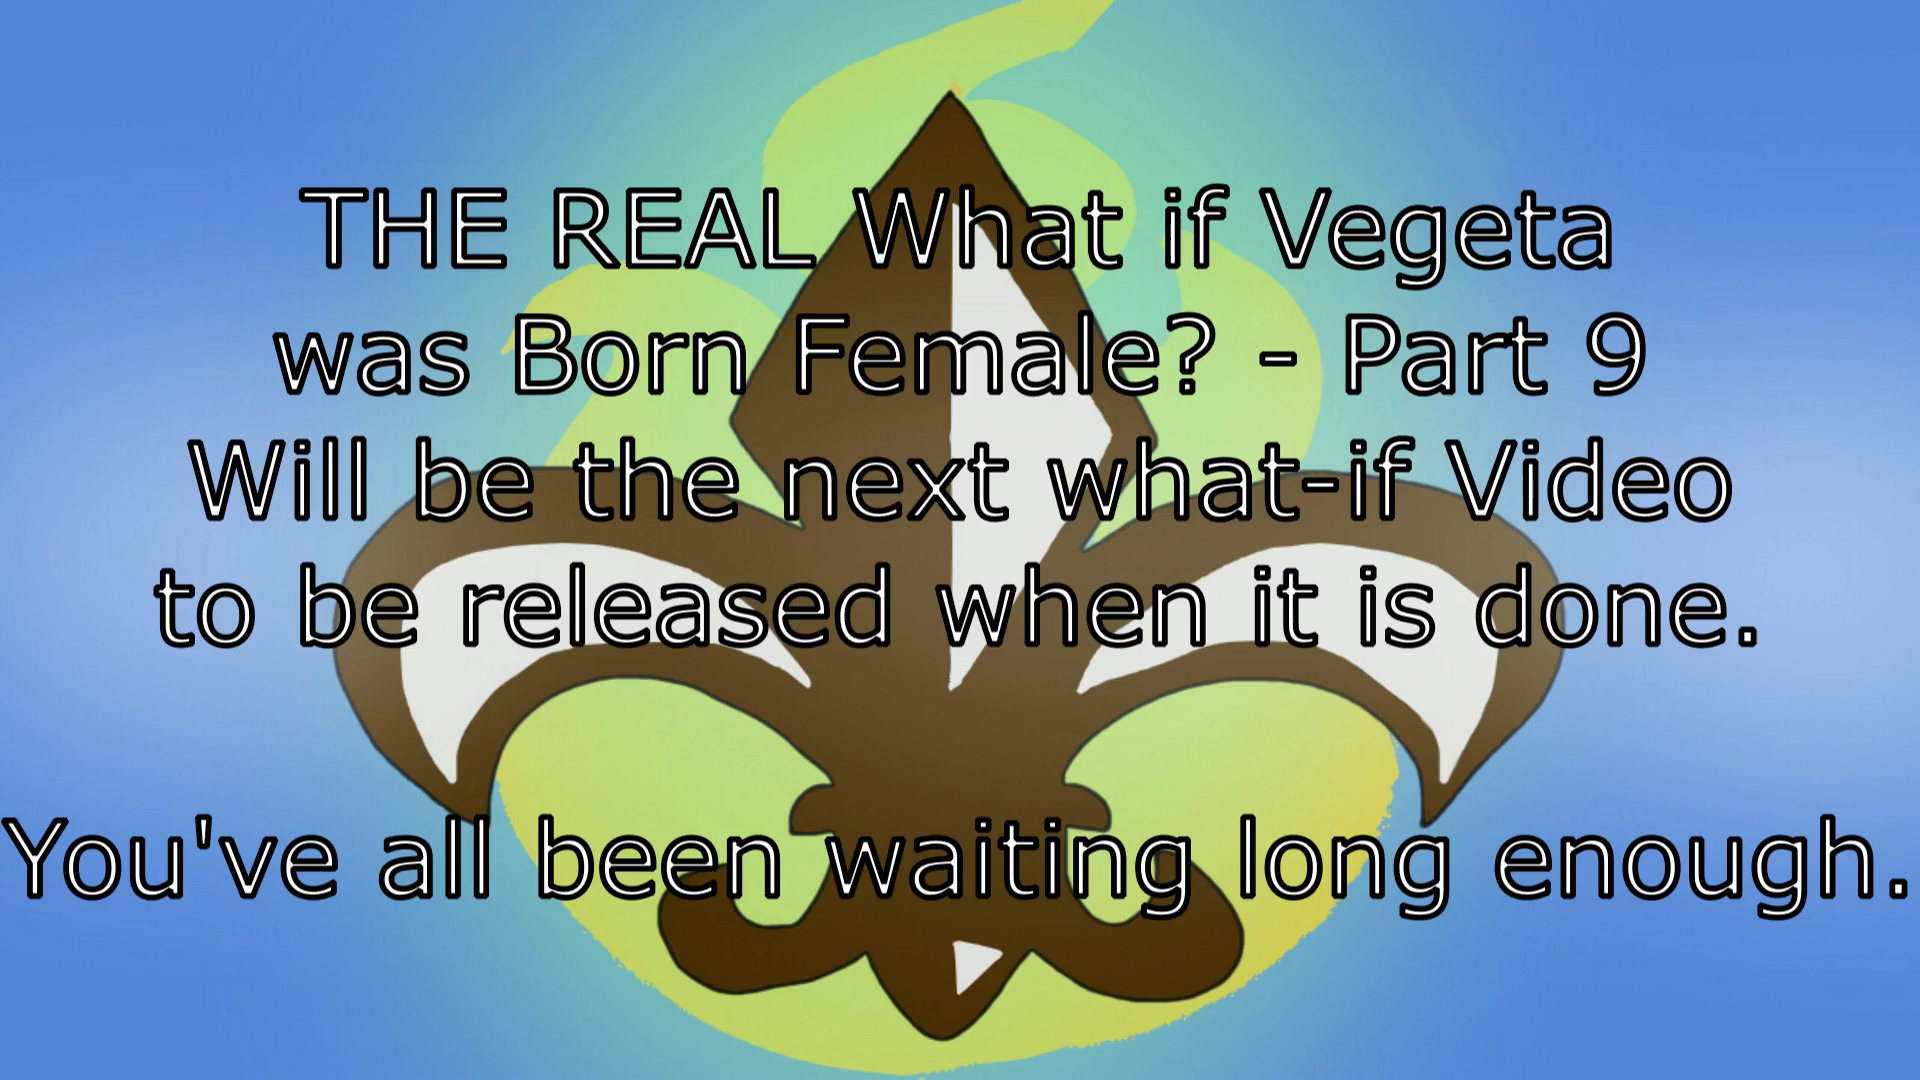 THE REAL What if Vegeta
was Born Female? - Part 9
Will be the next what-if Video
to be released when it is done.
You've all been waiting long enough.